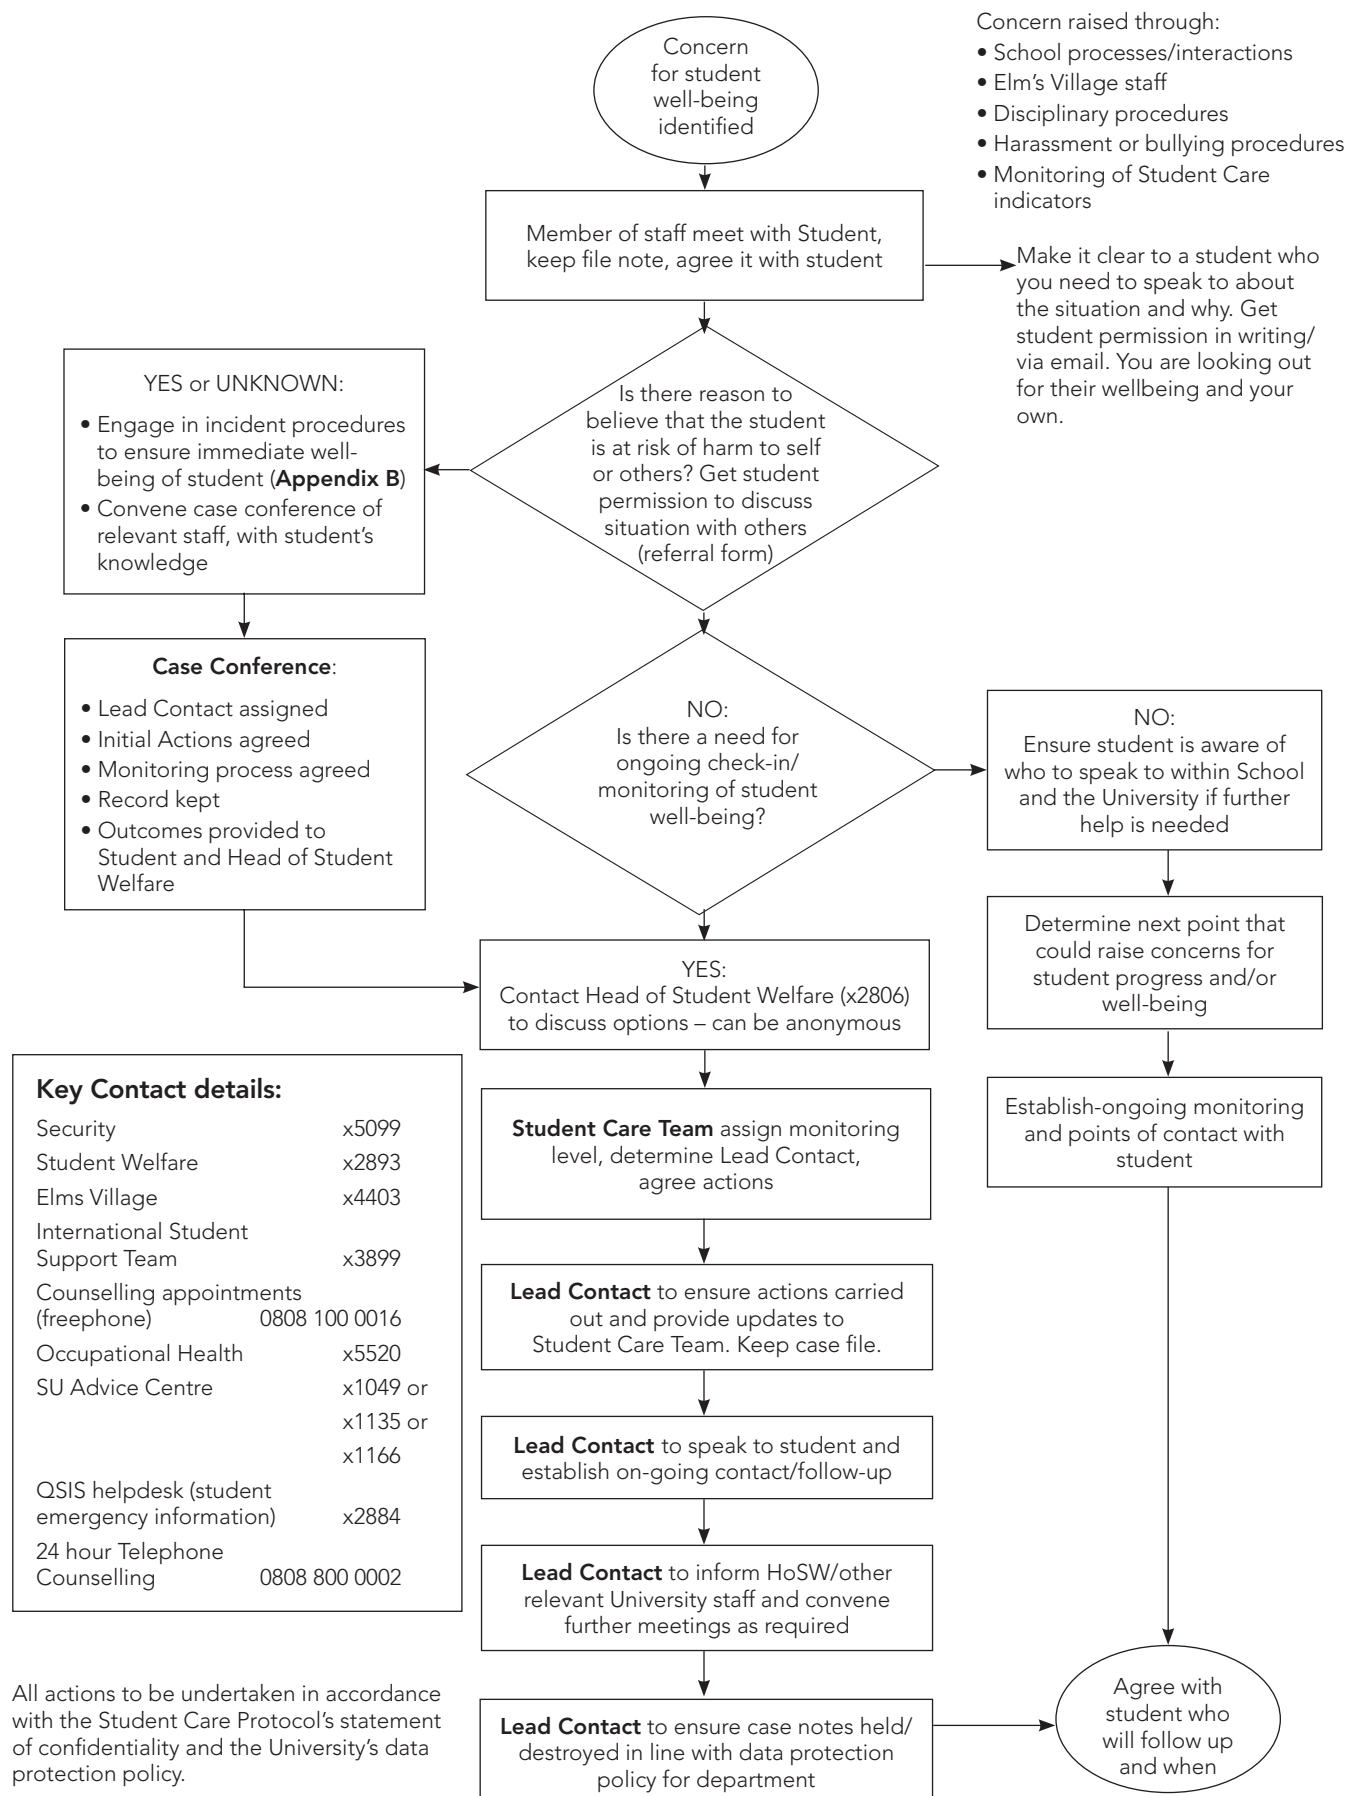 Concern
for student
well-being
identified
Concern raised through:
• School processes/interactions
• Elm's Village staff
• Disciplinary procedures
• Harassment or bullying procedures
• Monitoring of Student Care
indicators
Member of staff meet with Student,
keep file note, agree it with student
Make it clear to a student who
you need to speak to about
the situation and why. Get
student permission in writing/
via email. You are looking out
for their wellbeing and your
own.
Is there reason to
believe that the student
is at risk of harm to self
or others? Get student
permission to discuss
situation with others
(referral form)
YES or UNKNOWN:
• Engage in incident procedures
to ensure immediate well-
being of student (Appendix B)
• Convene case conference of
relevant staff, with student's
knowledge
Case Conference:
• Lead Contact assigned
• Initial Actions agreed
• Monitoring process agreed
• Record kept
• Outcomes provided to
Student and Head of Student
Welfare
NO:
Is there a need for
ongoing check-in/
monitoring of student
well-being?
NO:
Ensure student is aware of
who to speak to within School
and the University if further
help is needed
Determine next point that
could raise concerns for
student progress and/or
well-being
Establish-ongoing monitoring
and points of contact with
student
YES:
Contact Head of Student Welfare (x2806)
to discuss options – can be anonymous
Student Care Team assign monitoring
level, determine Lead Contact,
agree actions
Lead Contact to ensure actions carried
out and provide updates to
Student Care Team. Keep case file.
Lead Contact to speak to student and
establish on-going contact/follow-up
Lead Contact to inform HoSW/other
relevant University staff and convene
further meetings as required
Lead Contact to ensure case notes held/
destroyed in line with data protection
policy for department
Agree with
student who
will follow up
and when
Key Contact details:
Security x5099
Student Welfare x2893
Elms Village x4403
International Student
Support Team x3899
Counselling appointments
(freephone) 0808 100 0016
Occupational Health x5520
SU Advice Centre x1049 or
x1135 or
x1166
QSIS helpdesk (student
emergency information) x2884
24 hour Telephone
Counselling 0808 800 0002
All actions to be undertaken in accordance
with the Student Care Protocol's statement
of confidentiality and the University's data
protection policy.